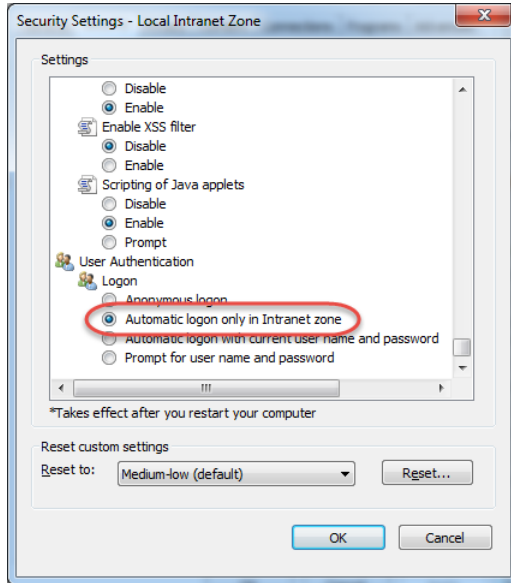 Security Settings - Local Intranet Zone
Settings
Disable
Enable
Enable XSS filter
Disable
Enable
Scripting of Java applets
Disable
Enable
Prompt
User Authentication
Logon
Anonymous logon
Automatic logon only in Intranet zone
Automatic logon with current user name and password
Prompt for user name and password
*Takes effect after you restart your computer
Reset custom settings
Reset to:
Medium-low (default)
Reset...
OK
Cancel